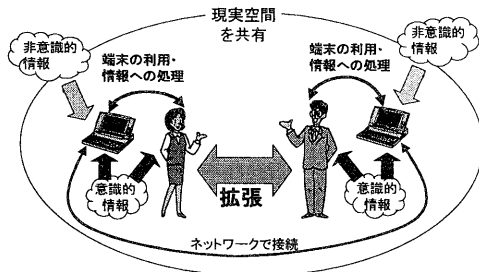 現実空間
を共有
非意識的
情報
端末の利用・
情報への処理
端末の利用・
情報への処理
非意識的
情報
意識的
情報
拡張
意識的
情報
ネットワークで接続